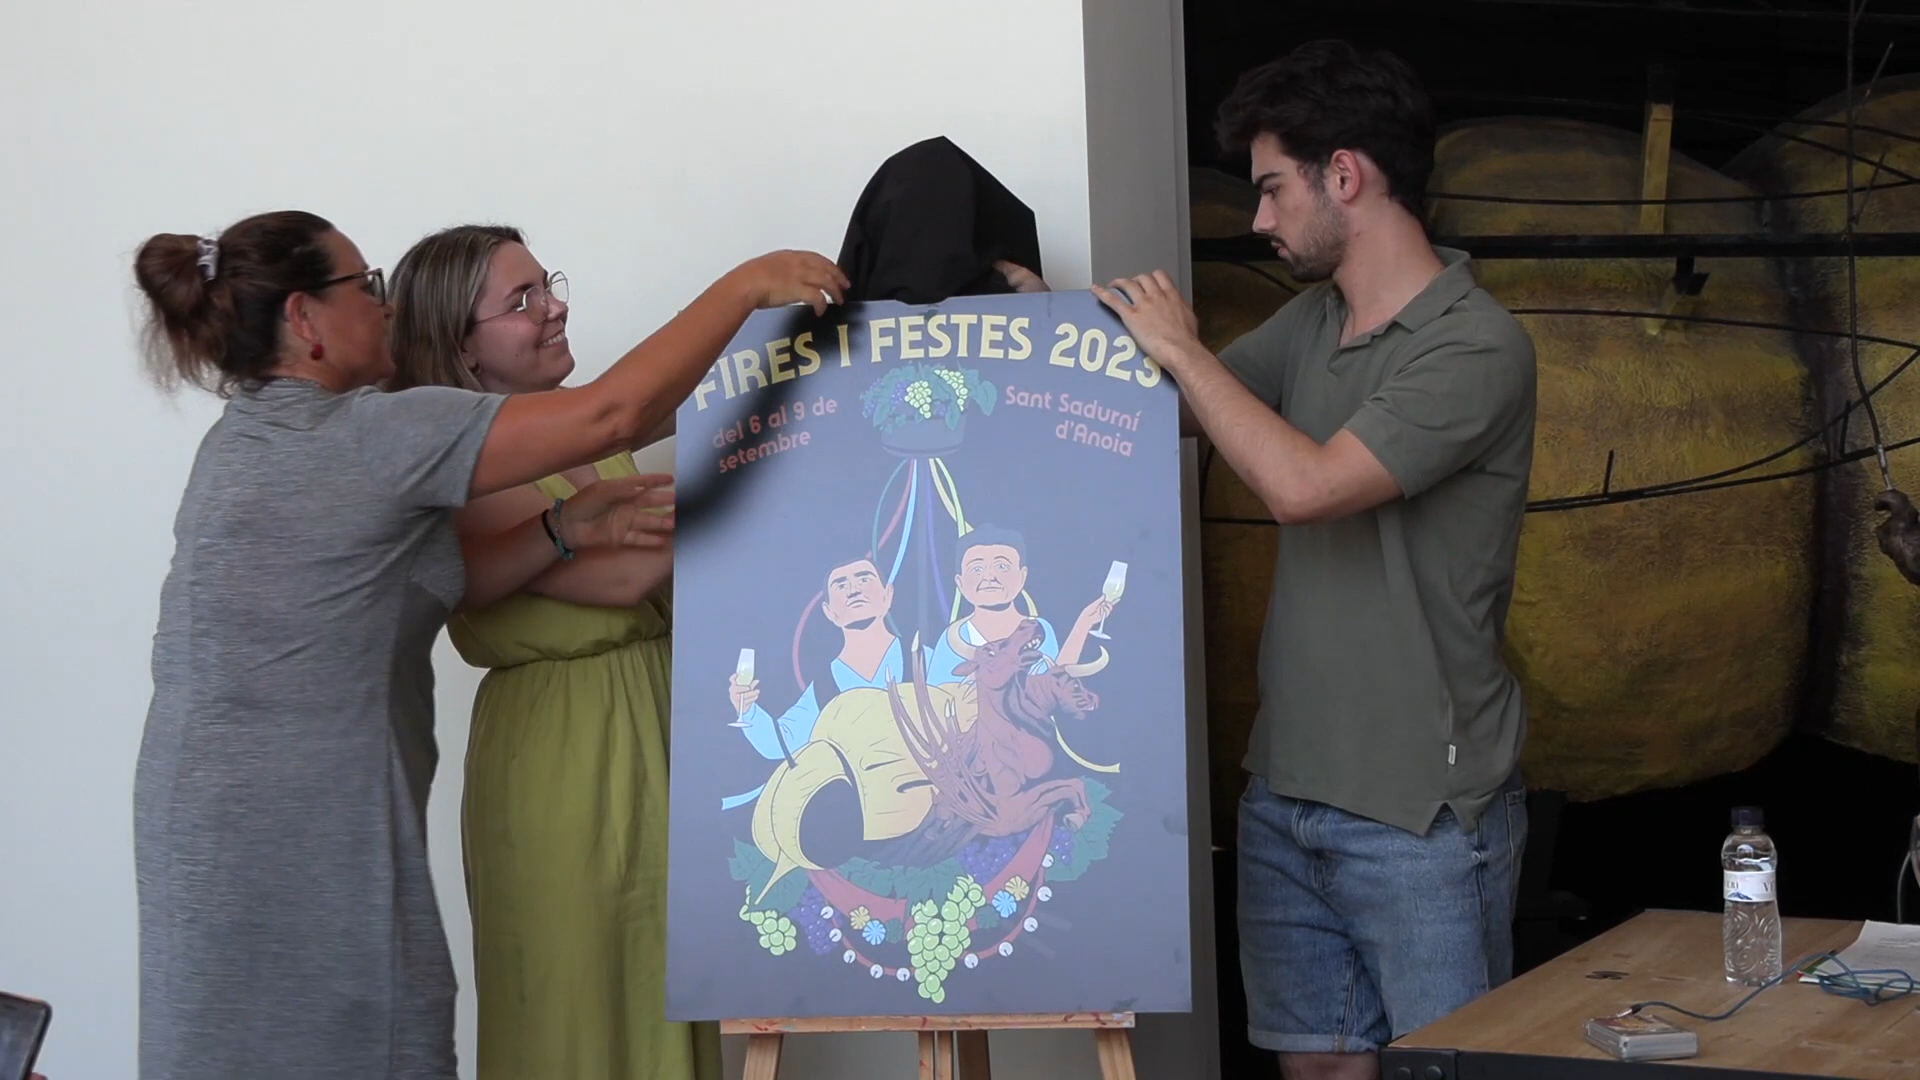 FIRES I FESTES 2023
del 6 al 9 de
setembre
Sant Sadurní
d'Anoia